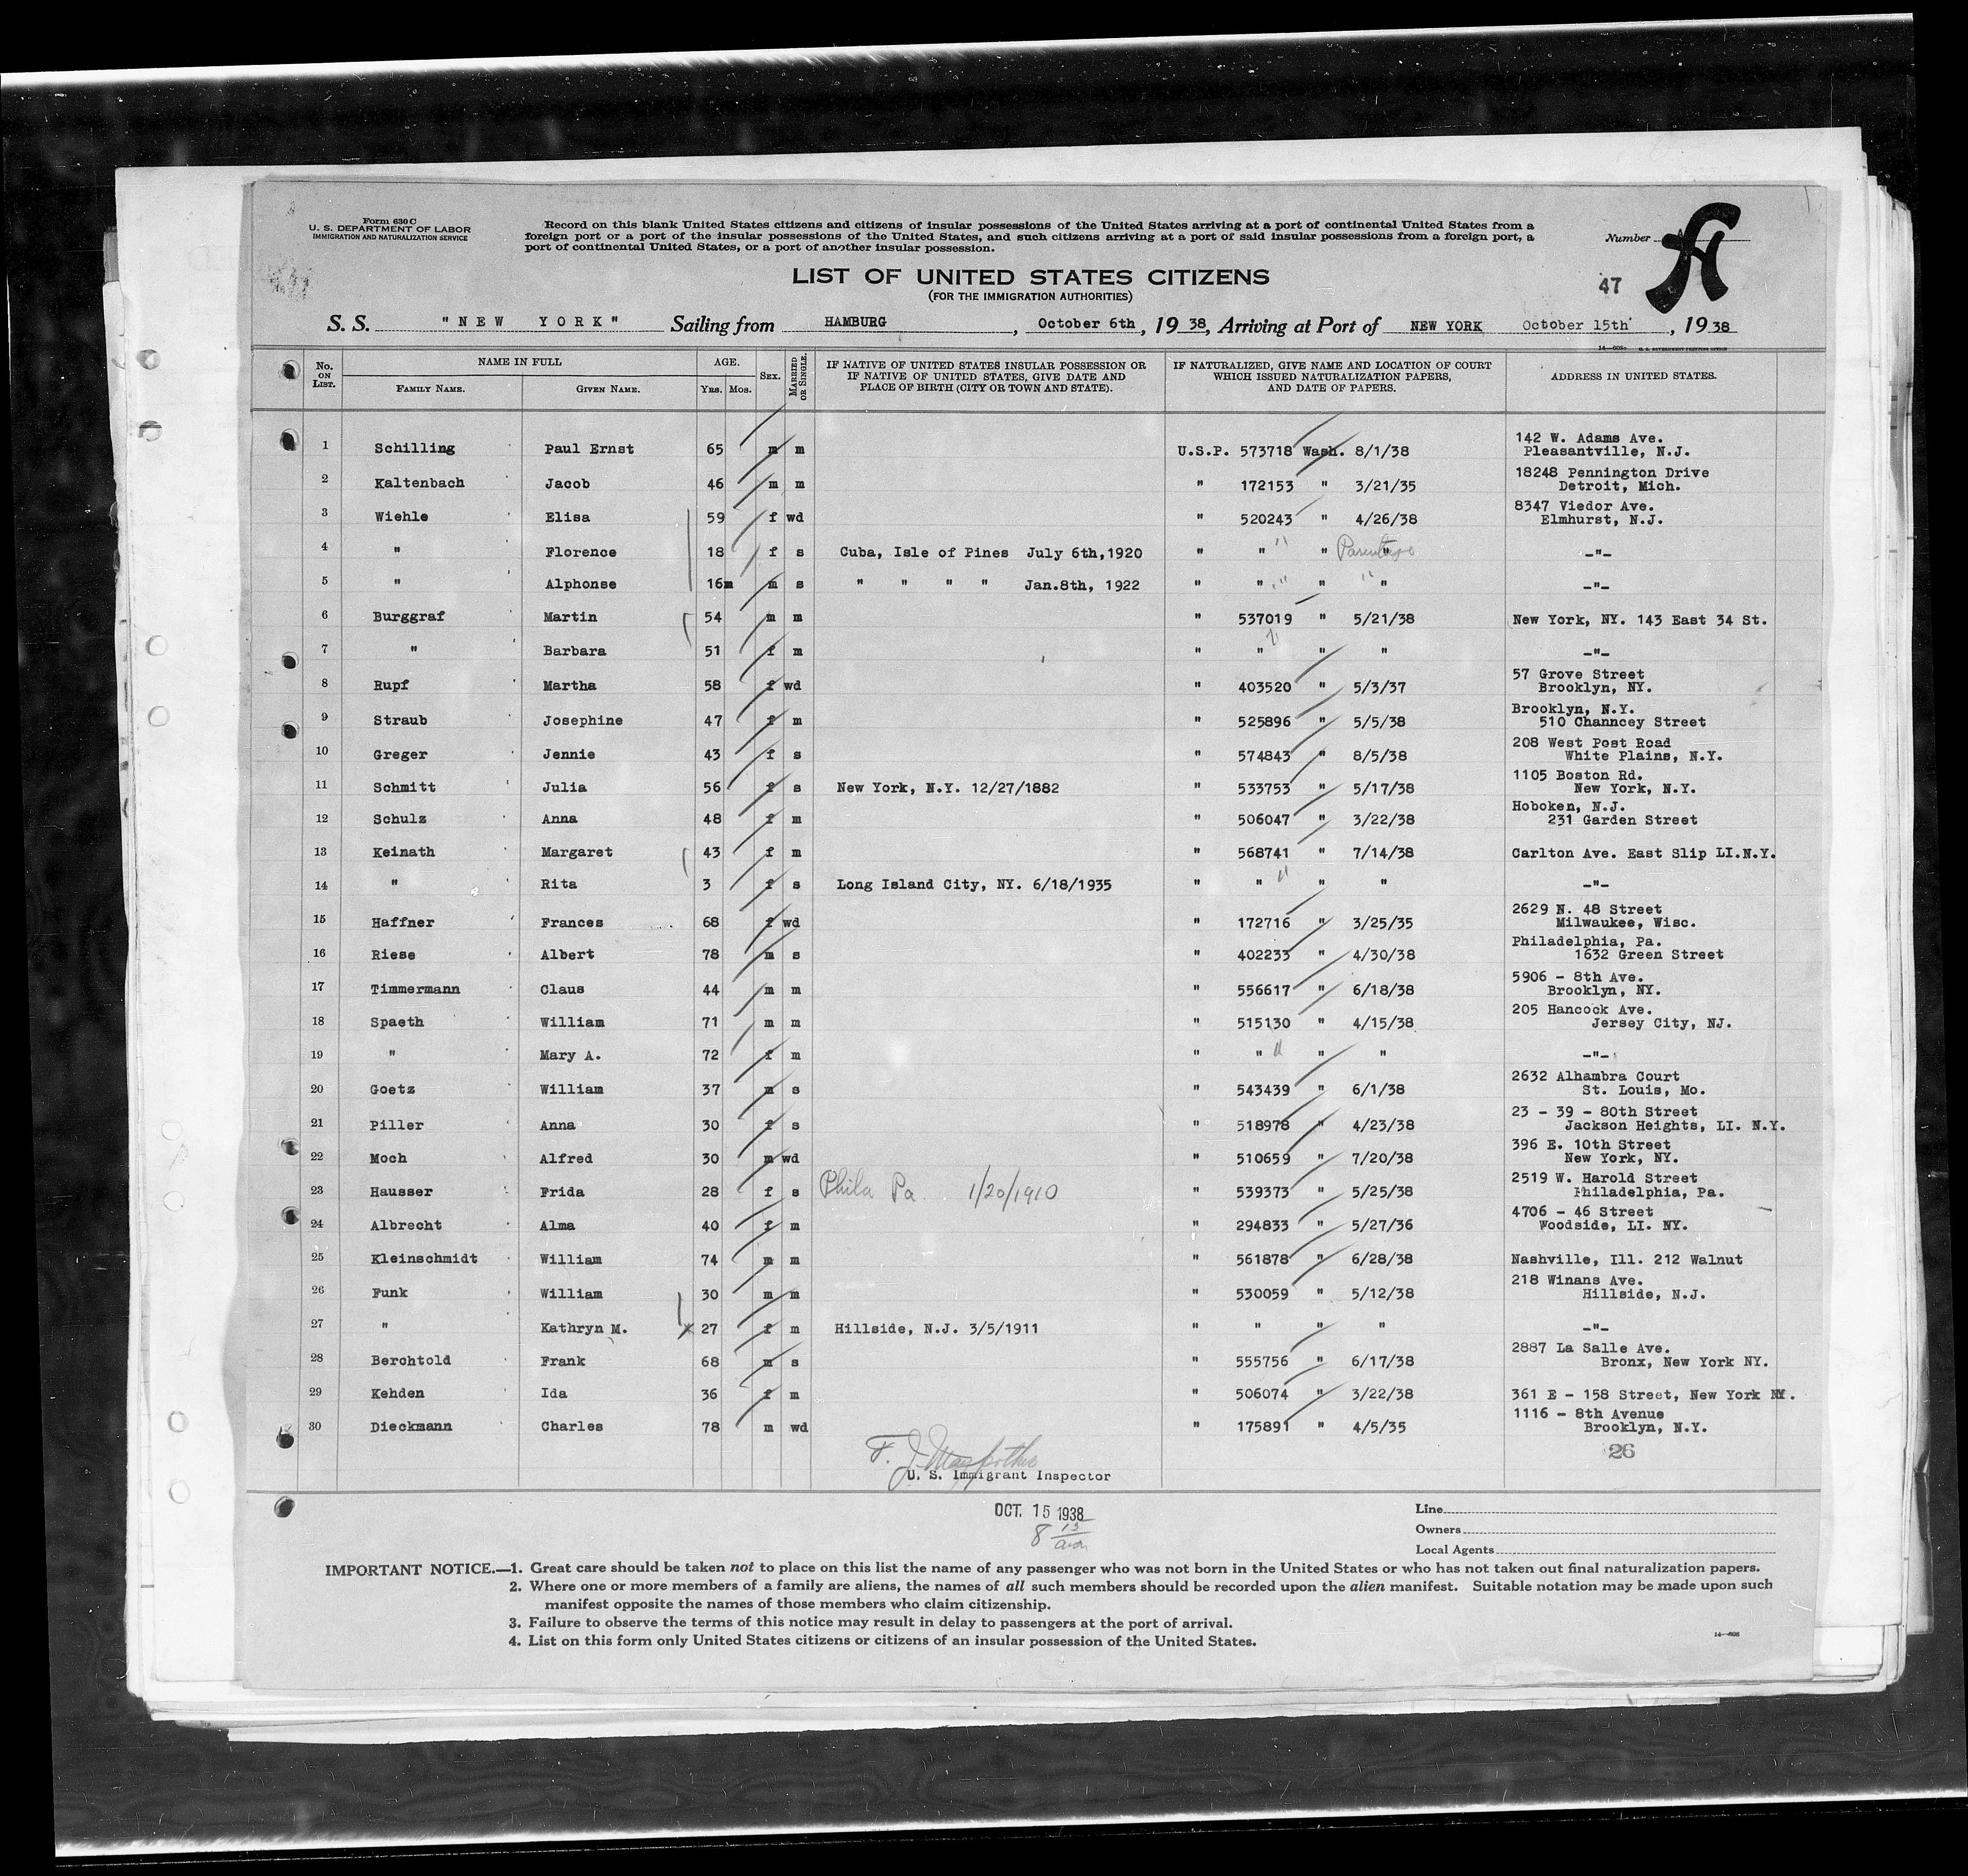 Form 630 C
U. S. DEPARTMENT OF LABOR
IMMIGRATION AND NATURALIZATION SERVICE
Record on this blank United States citizens and citizens of insular possessions of the United States arriving at a port of continental United States from a
foreign port or a port of the insular possessions of the United States, and such citizens arriving at a port of said insular possessions from a foreign port, a
port of continental United States, or a port of another insular possession.
Number A
LIST OF UNITED STATES CITIZENS
(FOR THE IMMIGRATION AUTHORITIES)
47
S. S. "NEW YORK" Sailing from HAMBURG, October 6th, 1938, Arriving at Port of NEW YORK October 15th, 1938
14—608
No. ON LIST. NAME IN FULL FAMILY NAME. GIVEN NAME. AGE. YRS. MOS. SEX. MARRIED OR SINGLE. IF NATIVE OF UNITED STATES INSULAR POSSESSION OR IF NATIVE OF UNITED STATES, GIVE DATE AND PLACE OF BIRTH (CITY OR TOWN AND STATE). IF NATURALIZED, GIVE NAME AND LOCATION OF COURT WHICH ISSUED NATURALIZATION PAPERS, AND DATE OF PAPERS. ADDRESS IN UNITED STATES.
1 Schilling Paul Ernst 65 m m U.S.P. 573718 Wash. 8/1/38 142 W. Adams Ave. Pleasantville, N.J.
2 Kaltenbach Jacob 46 m m " 172153 " 3/21/35 18248 Pennington Drive Detroit, Mich.
3 Wiehle Elisa 59 f wd " 520243 " 4/26/38 8347 Viedor Ave. Elmhurst, N.J.
4 " Florence 18 f s Cuba, Isle of Pines July 6th,1920 " " " Parentage " -"-
5 " Alphonse 16m m s " " " " Jan.8th, 1922 " " " " -"-
6 Burggraf Martin 54 m m " 537019 " 5/21/38 New York, NY. 143 East 34 St.
7 " Barbara 51 f m " " " " -"-
8 Rupf Martha 58 f wd " 403520 " 5/3/37 57 Grove Street Brooklyn, NY.
9 Straub Josephine 47 f m " 525896 " 5/5/38 Brooklyn, N.Y. 510 Channcey Street
10 Greger Jennie 43 f s " 574843 " 8/5/38 208 West Post Road White Plains, N.Y.
11 Schmitt Julia 56 f s New York, N.Y. 12/27/1882 " 533753 " 5/17/38 1105 Boston Rd. New York, N.Y.
12 Schulz Anna 48 f m " 506047 " 3/22/38 Hoboken, N.J. 231 Garden Street
13 Keinath Margaret 43 f m " 568741 " 7/14/38 Carlton Ave. East Slip LI.N.Y.
14 " Rita 3 f s Long Island City, NY. 6/18/1935 " " " " -"-
15 Haffner Frances 68 f wd " 172716 " 3/25/35 2629 N. 48 Street Milwaukee, Wisc.
16 Riese Albert 78 m s " 402233 " 4/30/38 Philadelphia, Pa. 1632 Green Street
17 Timmermann Claus 44 m m " 556617 " 6/18/38 5906 - 8th Ave. Brooklyn, NY.
18 Spaeth William 71 m m " 515130 " 4/15/38 205 Hancock Ave. Jersey City, NJ.
19 " Mary A. 72 f m " " " " -"-
20 Goetz William 37 m s " 543439 " 6/1/38 2632 Alhambra Court St. Louis, Mo.
21 Piller Anna 30 f s " 518978 " 4/23/38 23 - 39 - 80th Street Jackson Heights, LI. N.Y.
22 Moch Alfred 30 m wd " 510659 " 7/20/38 396 E. 10th Street New York, NY.
23 Hausser Frida 28 f s Phila Pa. 1/20/1910 " 539373 " 5/25/38 2519 W. Harold Street Philadelphia, Pa.
24 Albrecht Alma 40 f m " 294833 " 5/27/36 4706 - 46 Street Woodside, LI. NY.
25 Kleinschmidt William 74 m m " 561878 " 6/28/38 Nashville, Ill. 212 Walnut
26 Funk William 30 m m " 530059 " 5/12/38 218 Winans Ave. Hillside, N.J.
27 " Kathryn M. x 27 f m Hillside, N.J. 3/5/1911 " " " " -"-
28 Berchtold Frank 68 m s " 555756 " 6/17/38 2887 La Salle Ave. Bronx, New York NY.
29 Kehden Ida 36 f m " 506074 " 3/22/38 361 E - 158 Street, New York NY.
30 Dieckmann Charles 78 m wd " 175891 " 4/5/35 1116 - 8th Avenue Brooklyn, N.Y.
26
F. J.
U. S. Immigrant Inspector
OCT. 15 1938
8 15 am
Line
Owners
Local Agents
IMPORTANT NOTICE.—1. Great care should be taken not to place on this list the name of any passenger who was not born in the United States or who has not taken out final naturalization papers.
2. Where one or more members of a family are aliens, the names of all such members should be recorded upon the alien manifest. Suitable notation may be made upon such
manifest opposite the names of those members who claim citizenship.
3. Failure to observe the terms of this notice may result in delay to passengers at the port of arrival.
4. List on this form only United States citizens or citizens of an insular possession of the United States.
14—608